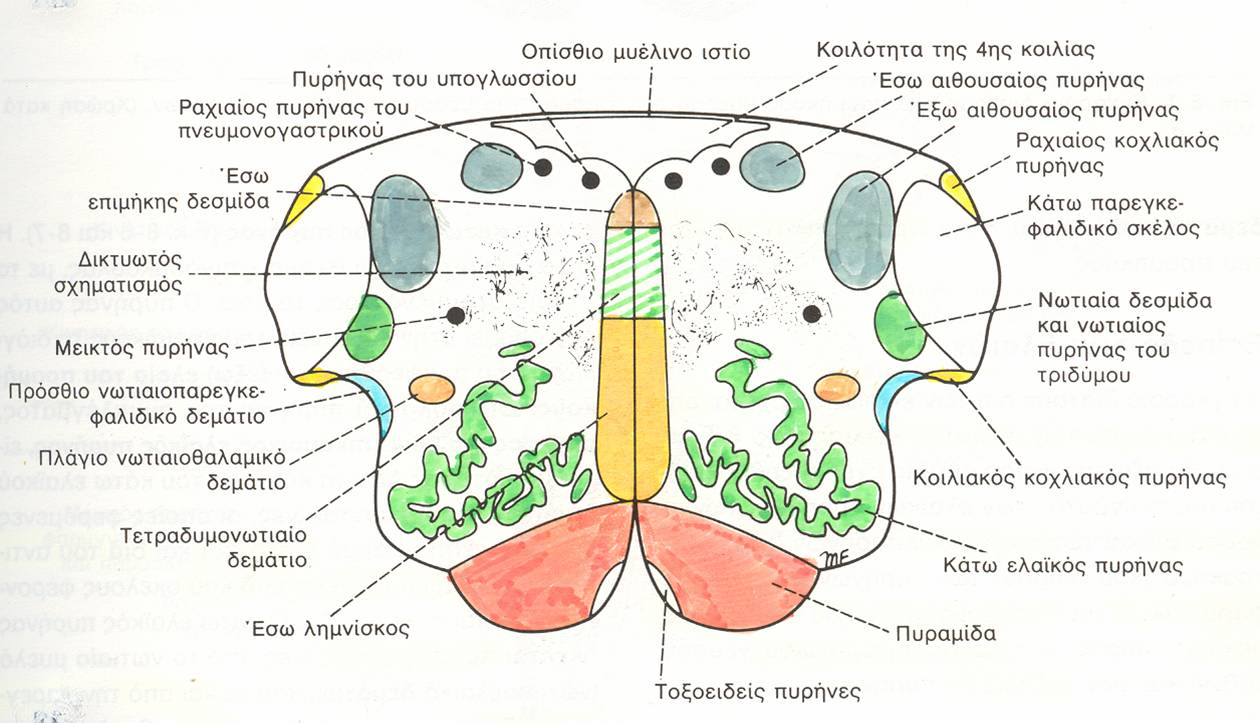 Οπίσθιο μυέλινο ιστίο
Κοιλότητα της 4ης κοιλίας
Πυρήνας του υπογλωσσίου
Έσω αιθουσαίος πυρήνας
Ραχιαίος πυρήνας του
πνευμονογαστρικού
Έξω αιθουσαίος πυρήνας
Ραχιαίος κοχλιακός
πυρήνας
Έσω
επιμήκης δεσμίδα
Κάτω παρεγκε-
φαλιδικό σκέλος
Δικτυωτός
σχηματισμός
Νωτιαία δεσμίδα
και νωτιαίος
πυρήνας του
τριδύμου
Μεικτός πυρήνας
Πρόσθιο νωτιαιοπαρεγκε-
φαλιδικό δεμάτιο
Πλάγιο νωτιαιοθαλαμικό
δεμάτιο
Κοιλιακός κοχλιακός πυρήνας
Τετραδυμονωτιαίο
δεμάτιο
Κάτω ελαϊκός πυρήνας
ME
Έσω λημνίσκος
Πυραμίδα
Τοξοειδείς πυρήνες